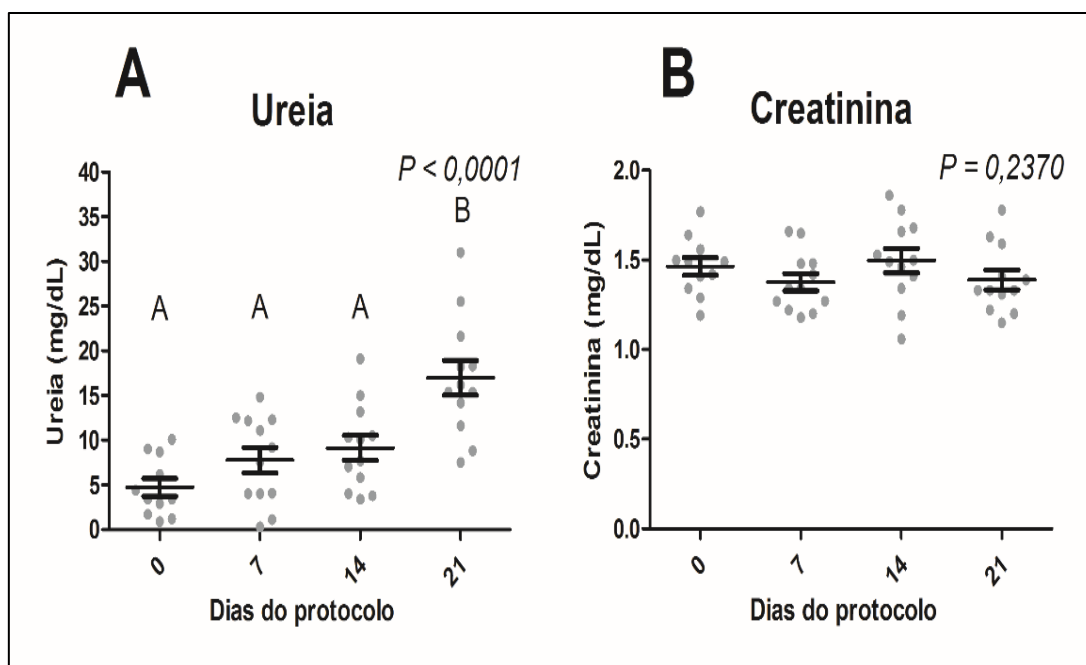 A
Ureia
P < 0,0001
Ureia (mg/dL)
40
35
30
25
20
15
10
5
0
A
A
A
B
0
7
14
21
Dias do protocolo
B
Creatinina
P = 0,2370
Creatinina (mg/dL)
2.0
1.5
1.0
0.5
0.0
0
7
14
21
Dias do protocolo